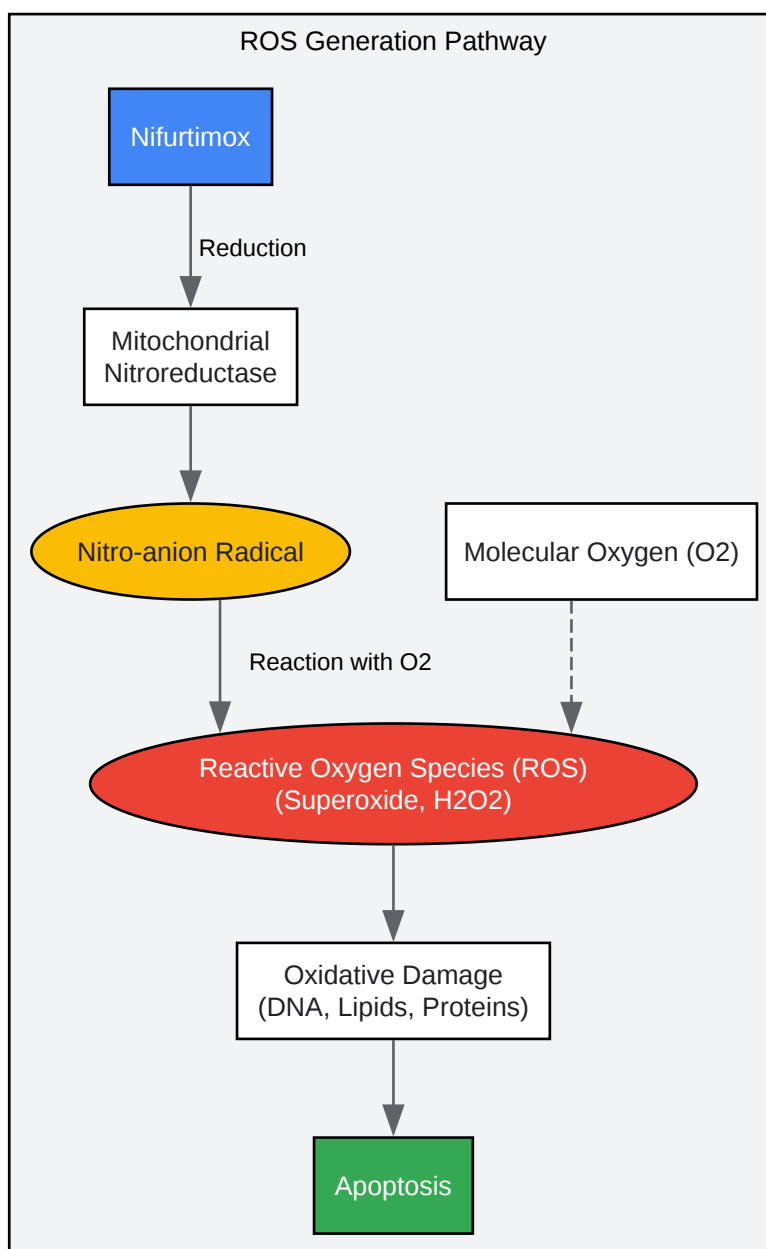 ROS Generation Pathway
Nifurtimox
Reduction
Mitochondrial
Nitroreductase
Nitro-anion Radical
Molecular Oxygen (O2)
Reaction with O2
Reactive Oxygen Species (ROS)
(Superoxide, H2O2)
Oxidative Damage
(DNA, Lipids, Proteins)
Apoptosis